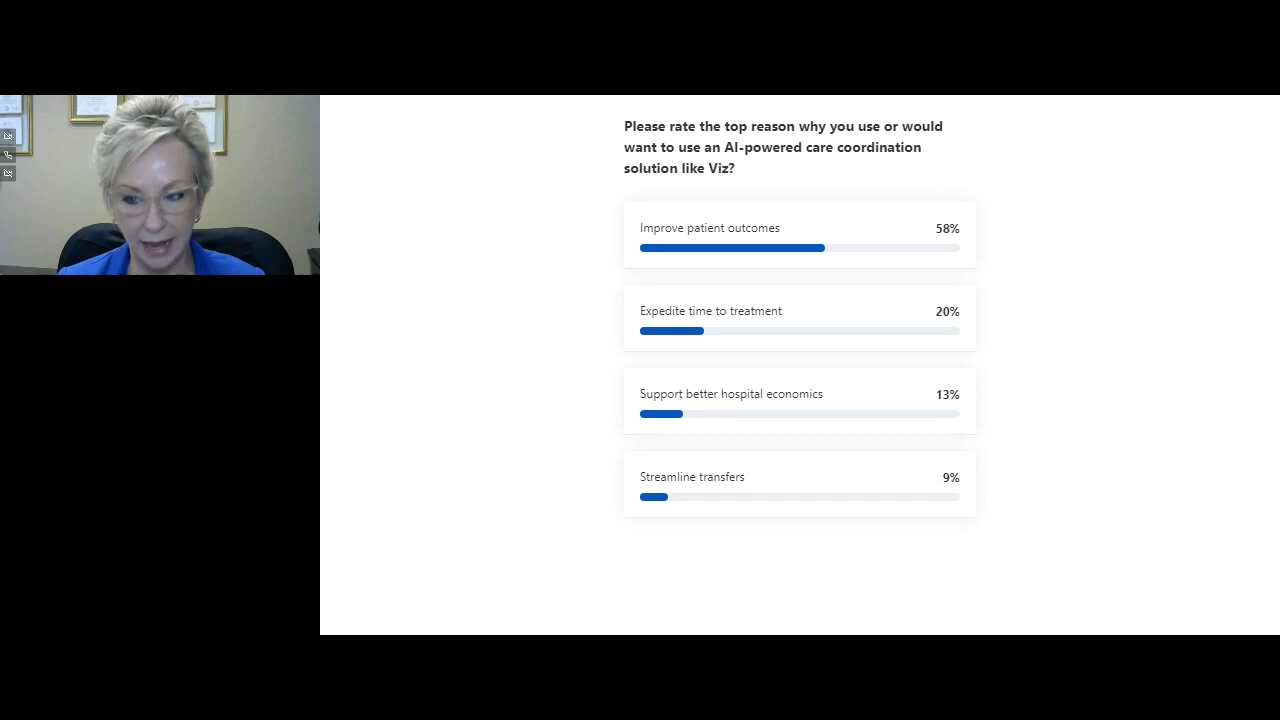 Please rate the top reason why you use or would
want to use an AI-powered care coordination
solution like Viz?
Improve patient outcomes 58%
Expedite time to treatment 20%
Support better hospital economics 13%
Streamline transfers 9%